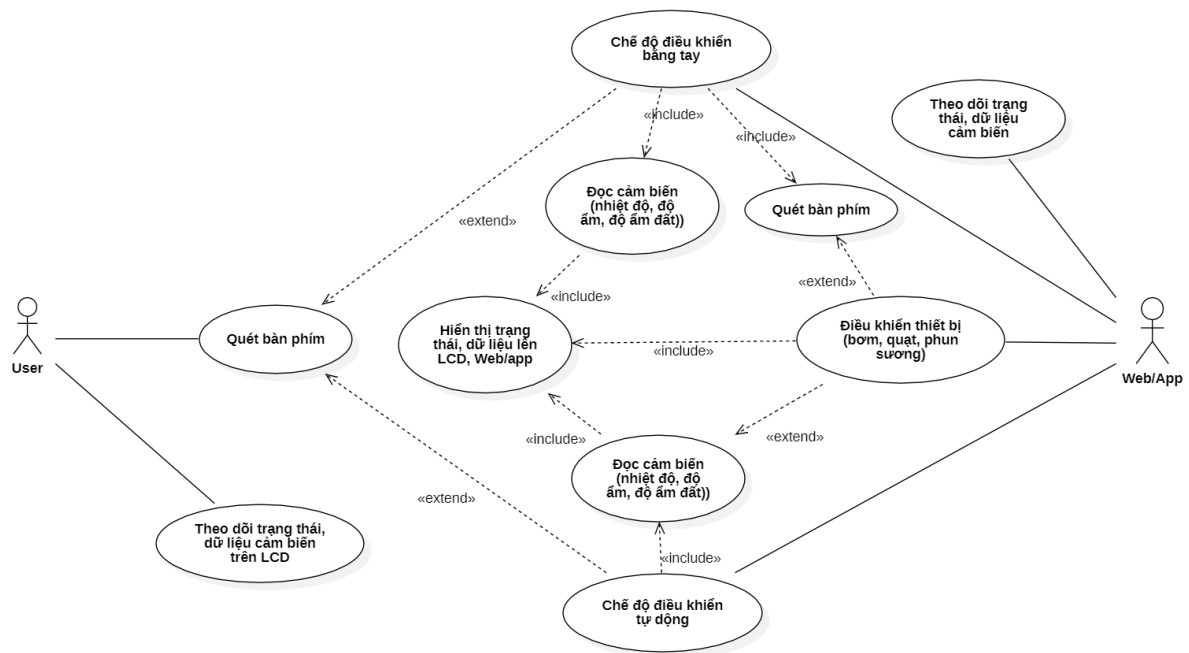 Chế độ điều khiển
bằng tay
Theo dõi trạng
thái, dữ liệu
cảm biến
«include»
«include»
Đọc cảm biến
(nhiệt độ, độ
ẩm, độ ẩm đất))
Quét bàn phím
«extend»
«extend»
«include»
Quét bàn phím
Hiển thị trạng
thái, dữ liệu lên
LCD, Web/app
Điều khiển thiết bị
(bơm, quạt, phun
sương)
«include»
User
Web/App
«include»
«extend»
Đọc cảm biến
(nhiệt độ, độ
ẩm, độ ẩm đất))
«extend»
Theo dõi trạng thái,
dữ liệu cảm biến
trên LCD
«include»
Chế độ điều khiển
tự dộng